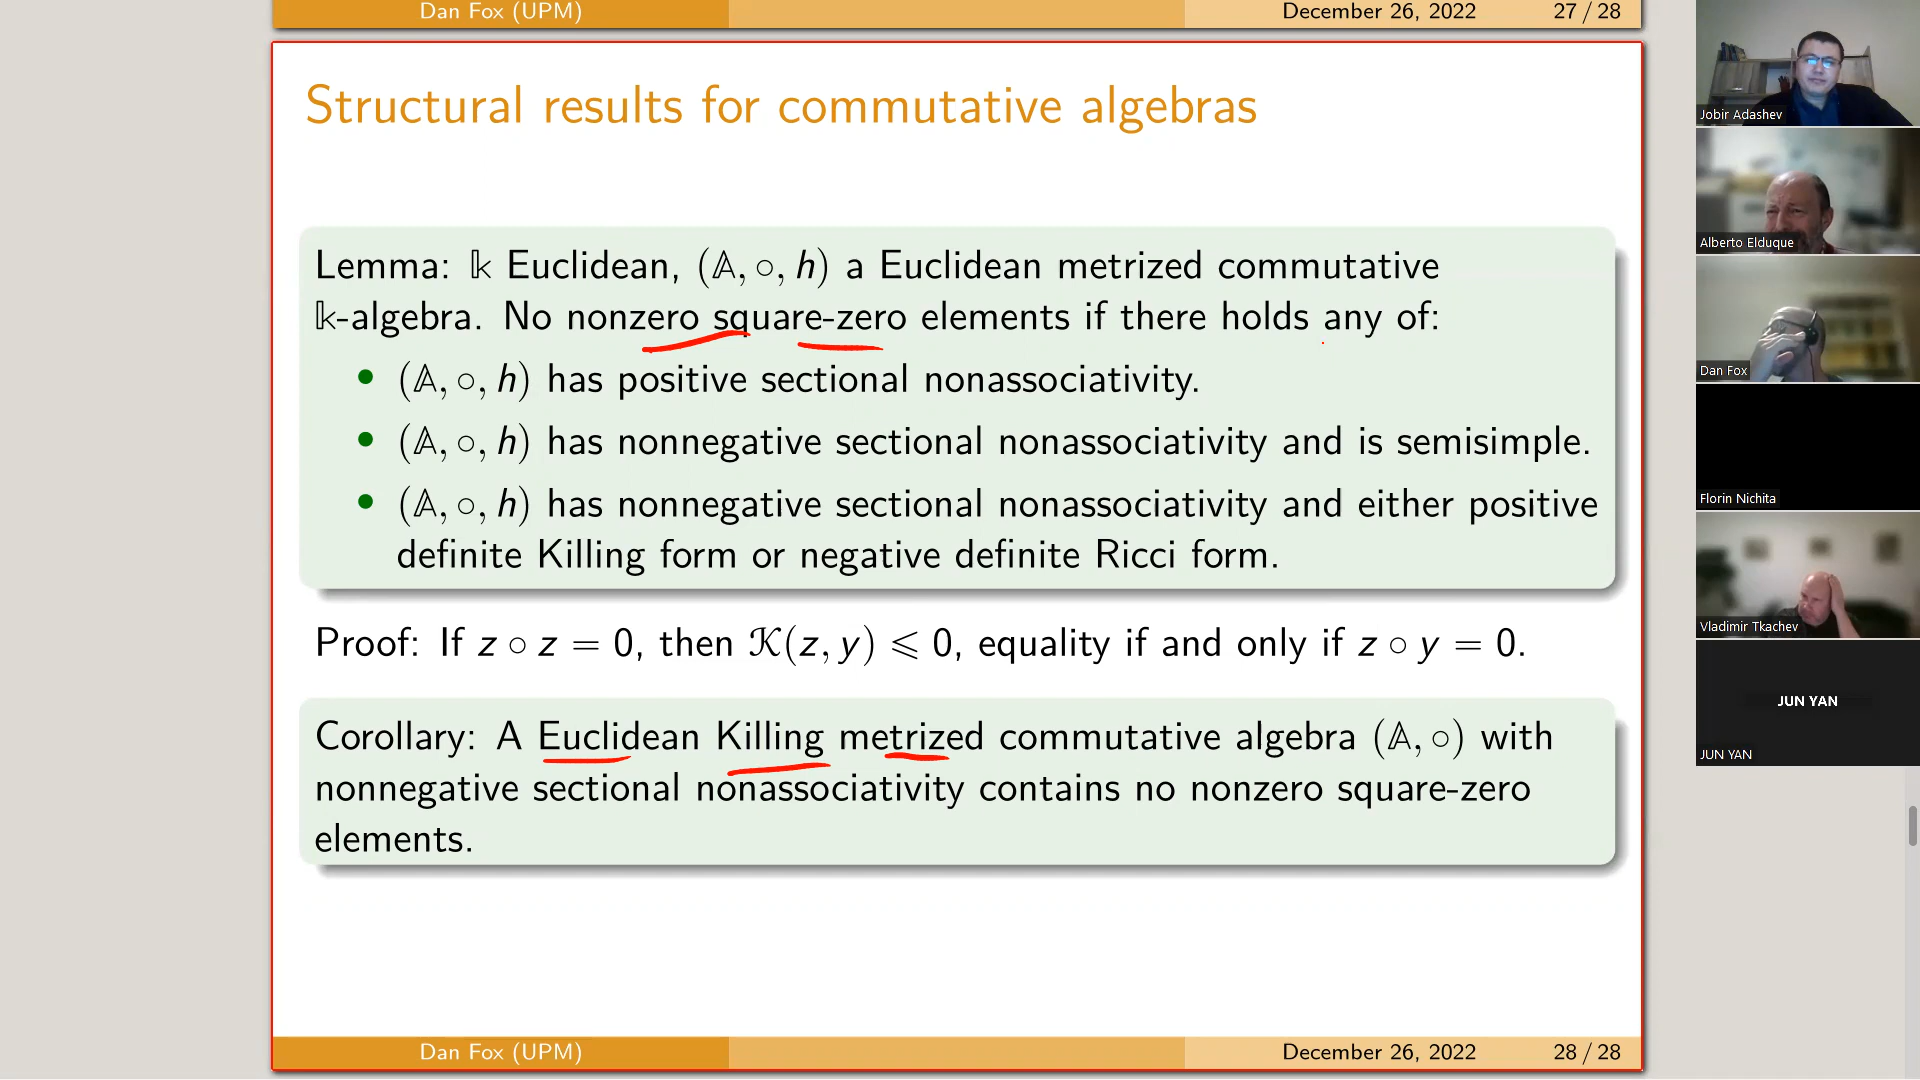 Dan Fox (UPM) December 26, 2022 27 / 28
Structural results for commutative algebras
Lemma: 𝕜 Euclidean, (𝔸, ∘, h) a Euclidean metrized commutative
𝕜-algebra. No nonzero square-zero elements if there holds any of:
• (𝔸, ∘, h) has positive sectional nonassociativity.
• (𝔸, ∘, h) has nonnegative sectional nonassociativity and is semisimple.
• (𝔸, ∘, h) has nonnegative sectional nonassociativity and either positive
definite Killing form or negative definite Ricci form.
Proof: If z ∘ z = 0, then 𝒦(z, y) ⩽ 0, equality if and only if z ∘ y = 0.
Corollary: A Euclidean Killing metrized commutative algebra (𝔸, ∘) with
nonnegative sectional nonassociativity contains no nonzero square-zero
elements.
Dan Fox (UPM) December 26, 2022 28 / 28
Jobir Adashev
Alberto Elduque
Dan Fox
Florin Nichita
Vladimir Tkachev
JUN YAN
JUN YAN